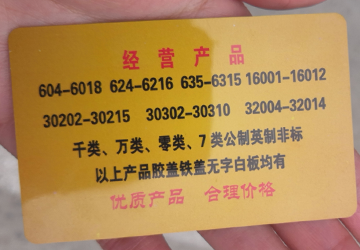 经营产品
604-6018 624-6216 635-6315 16001-16012
30202-30215 30302-30310 32004-32014
千类、万类、零类、7类公制英制非标
以上产品胶盖铁盖无字白板均有
优质产品 合理价格